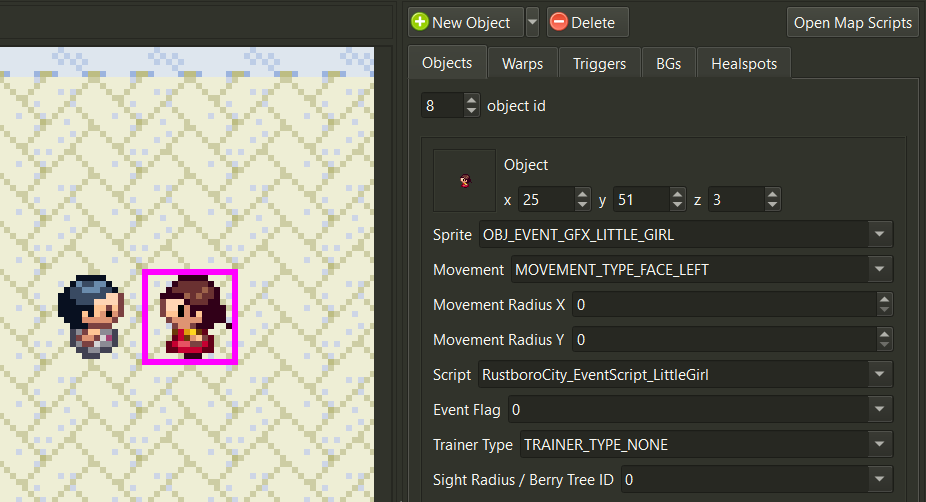 New Object Delete Open Map Scripts
Objects Warps Triggers BGs Healspots
8 object id
Object
x 25 y 51 z 3
Sprite OBJ_EVENT_GFX_LITTLE_GIRL
Movement MOVEMENT_TYPE_FACE_LEFT
Movement Radius X 0
Movement Radius Y 0
Script RustboroCity_EventScript_LittleGirl
Event Flag 0
Trainer Type TRAINER_TYPE_NONE
Sight Radius / Berry Tree ID 0